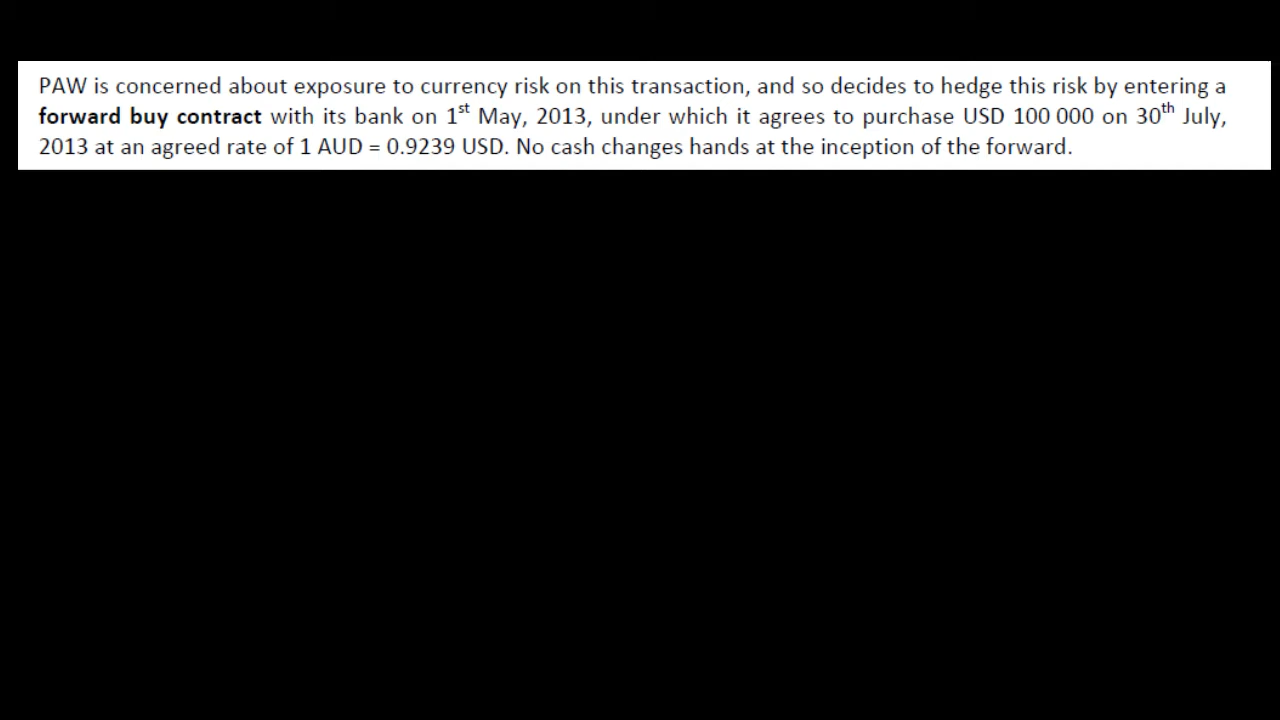 PAW is concerned about exposure to currency risk on this transaction, and so decides to hedge this risk by entering a
forward buy contract with its bank on 1st May, 2013, under which it agrees to purchase USD 100 000 on 30th July,
2013 at an agreed rate of 1 AUD = 0.9239 USD. No cash changes hands at the inception of the forward.